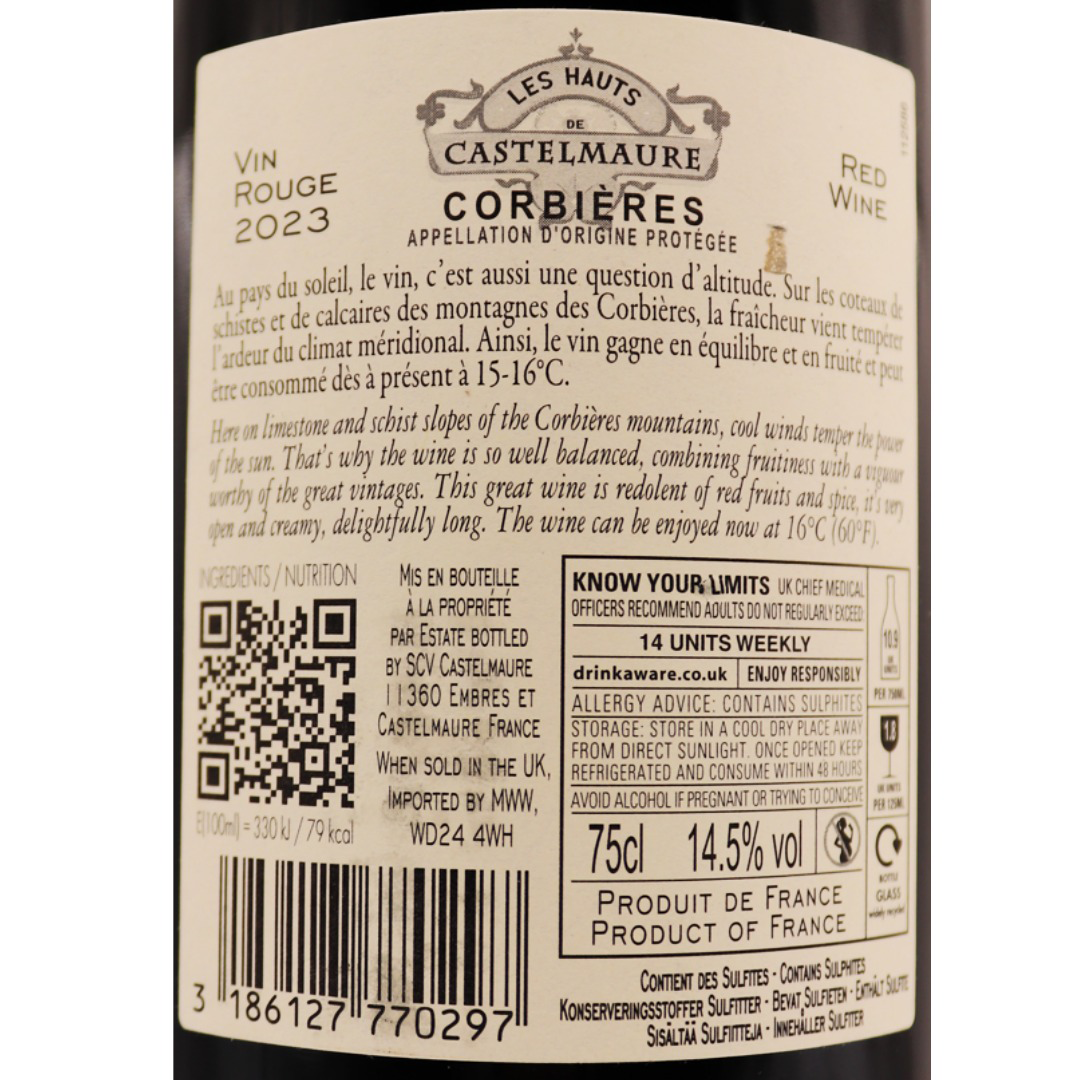 LES HAUTS
DE
CASTELMAURE
CORBIÈRES
APPELLATION D'ORIGINE PROTÉGÉE
VIN
ROUGE
2023
RED
WINE
Au pays du soleil, le vin, c'est aussi une question d'altitude. Sur les coteaux de
schistes et de calcaires des montagnes des Corbières, la fraîcheur vient tempérer
l'ardeur du climat méridional. Ainsi, le vin gagne en équilibre et en fruité et peut
être consommé dès à présent à 15-16°C.
Here on limestone and schist slopes of the Corbières mountains, cool winds temper the power
of the sun. That's why the wine is so well balanced, combining fruitiness with a vigour
worthy of the great vintages. This great wine is redolent of red fruits and spice, it's very
open and creamy, delightfully long. The wine can be enjoyed now at 16°C (60°F).
INGREDIENTS / NUTRITION
E(100ml) = 330 kJ / 79 kcal
3 186127 770297
MIS EN BOUTEILLE
À LA PROPRIÉTÉ
PAR ESTATE BOTTLED
BY SCV CASTELMAURE
11360 EMBRES ET
CASTELMAURE FRANCE
WHEN SOLD IN THE UK,
IMPORTED BY MWW,
WD24 4WH
KNOW YOUR LIMITS UK CHIEF MEDICAL
OFFICERS RECOMMEND ADULTS DO NOT REGULARLY EXCEED:
14 UNITS WEEKLY
drinkaware.co.uk ENJOY RESPONSIBLY
ALLERGY ADVICE: CONTAINS SULPHITES
STORAGE: STORE IN A COOL DRY PLACE AWAY
FROM DIRECT SUNLIGHT. ONCE OPENED KEEP
REFRIGERATED AND CONSUME WITHIN 48 HOURS
AVOID ALCOHOL IF PREGNANT OR TRYING TO CONCEIVE
75cl 14.5% vol
PRODUIT DE FRANCE
PRODUCT OF FRANCE
10.9
UK
UNITS
PER 750ML
1.8
UK UNITS
PER 125ML
BOTTLE
GLASS
widely recycled
CONTIENT DES SULFITES - CONTAINS SULPHITES
KONSERVERINGSSTOFFER SULFITTER - BEVAT SULFIETEN - ENTHÄLT SULFITE
SISÄLTÄÄ SULFIITTEJA - INNEHÅLLER SULFITER